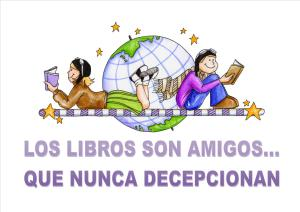 LOS LIBROS SON AMIGOS...
QUE NUNCA DECEPCIONAN